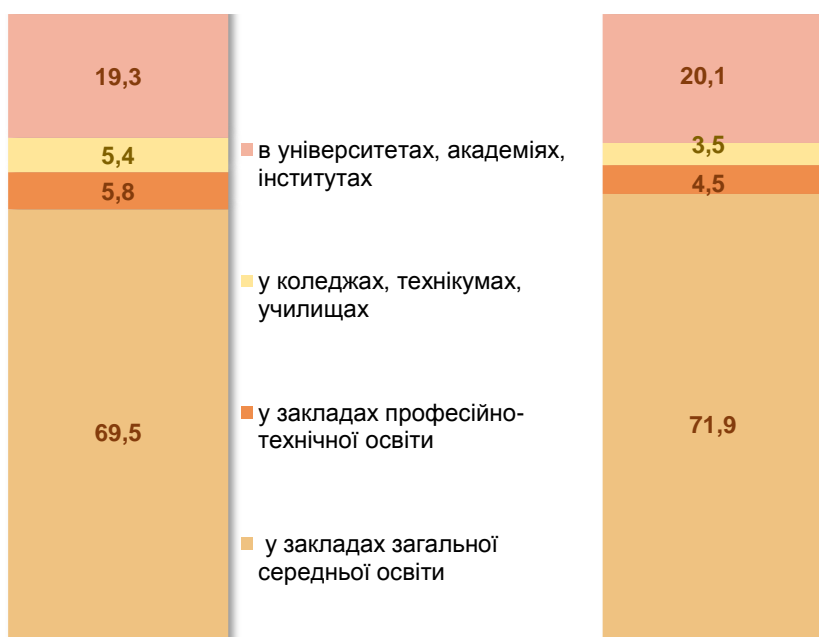 19,3
5,4
5,8
69,5
в університетах, академіях,
інститутах
у коледжах, технікумах,
училищах
у закладах професійно-
технічної освіти
у закладах загальної
середньої освіти
20,1
3,5
4,5
71,9